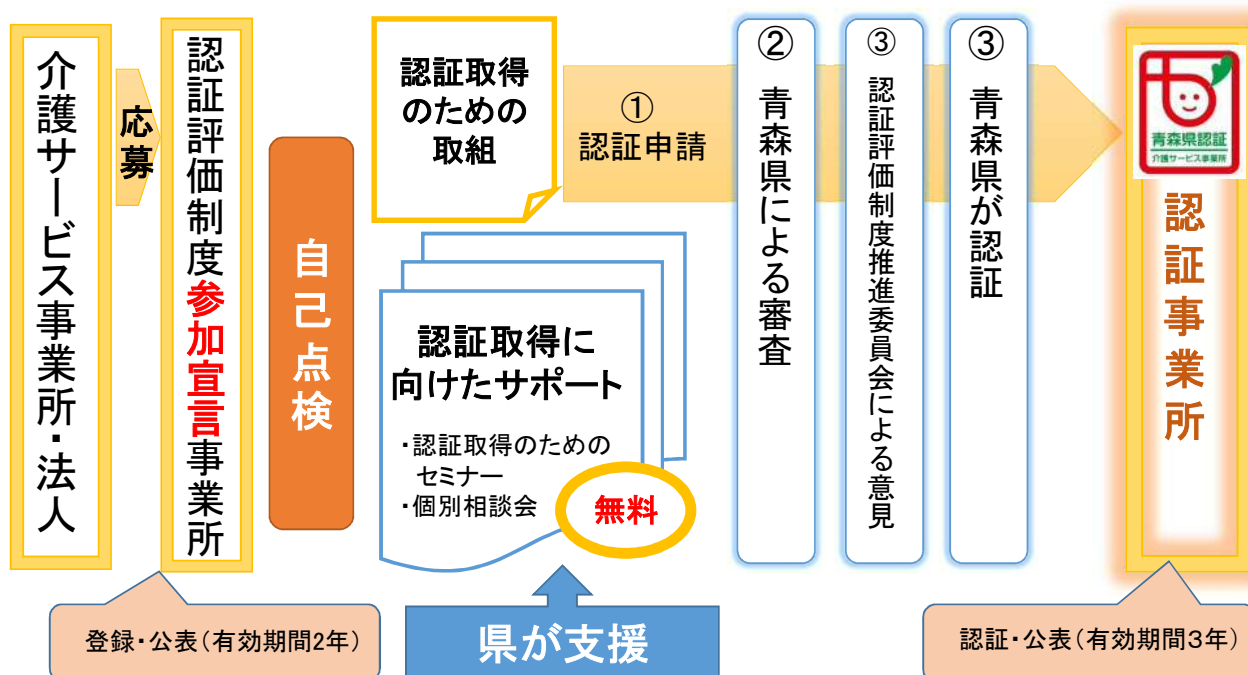 介護サービス事業所・法人
応募
認証評価制度参加宣言事業所
自己点検
認証取得
のための
取組
①
認証申請
認証取得に
向けたサポート
・認証取得のための
セミナー
・個別相談会
無料
県が支援
② 青森県による審査
③ 認証評価制度推進委員会による意見
③ 青森県が認証
青森県認証
介護サービス事業所
認証事業所
登録・公表(有効期間2年)
認証・公表(有効期間3年)